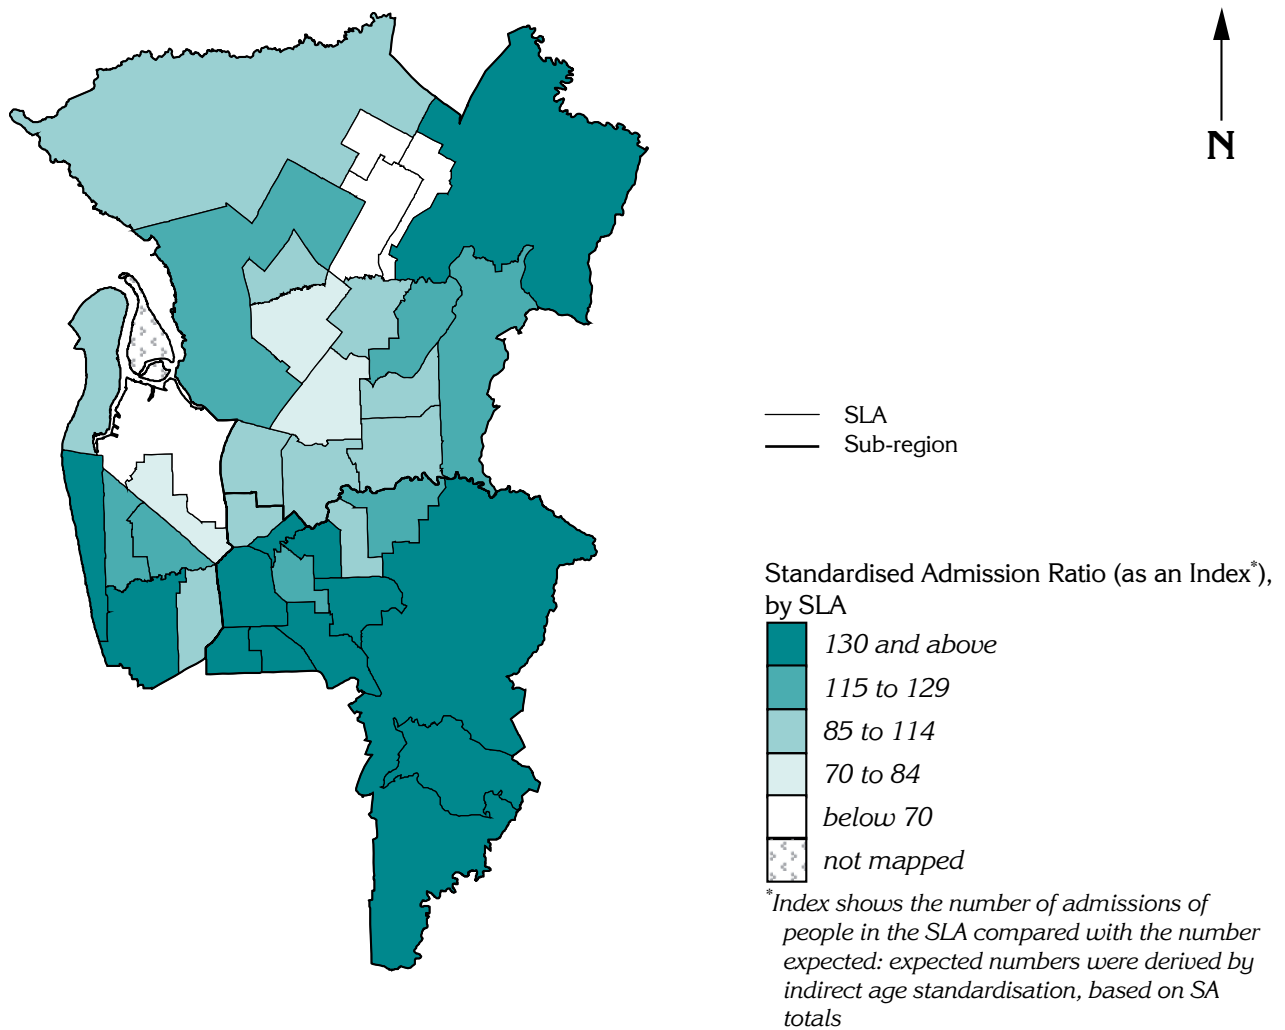 N
SLA
Sub-region
Standardised Admission Ratio (as an Index*),
by SLA
130 and above
115 to 129
85 to 114
70 to 84
below 70
not mapped
*Index shows the number of admissions of
people in the SLA compared with the number
expected: expected numbers were derived by
indirect age standardisation, based on SA
totals